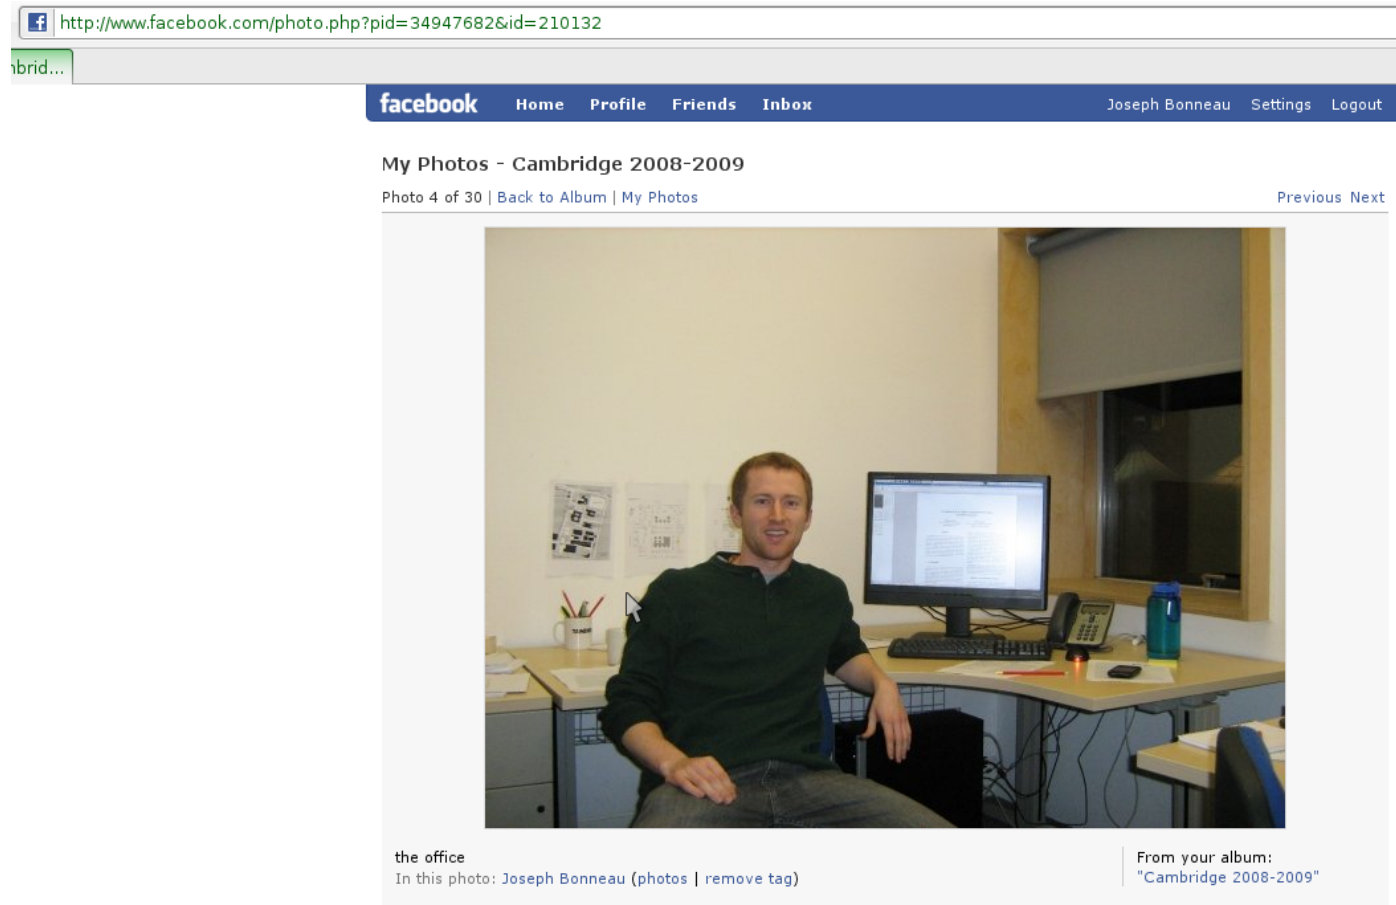 http://www.facebook.com/photo.php?pid=34947682&id=210132
nbrid...
facebook Home Profile Friends Inbox Joseph Bonneau Settings Logout
My Photos - Cambridge 2008-2009
Photo 4 of 30 | Back to Album | My Photos Previous Next
the office
In this photo: Joseph Bonneau (photos | remove tag)
From your album:
"Cambridge 2008-2009"